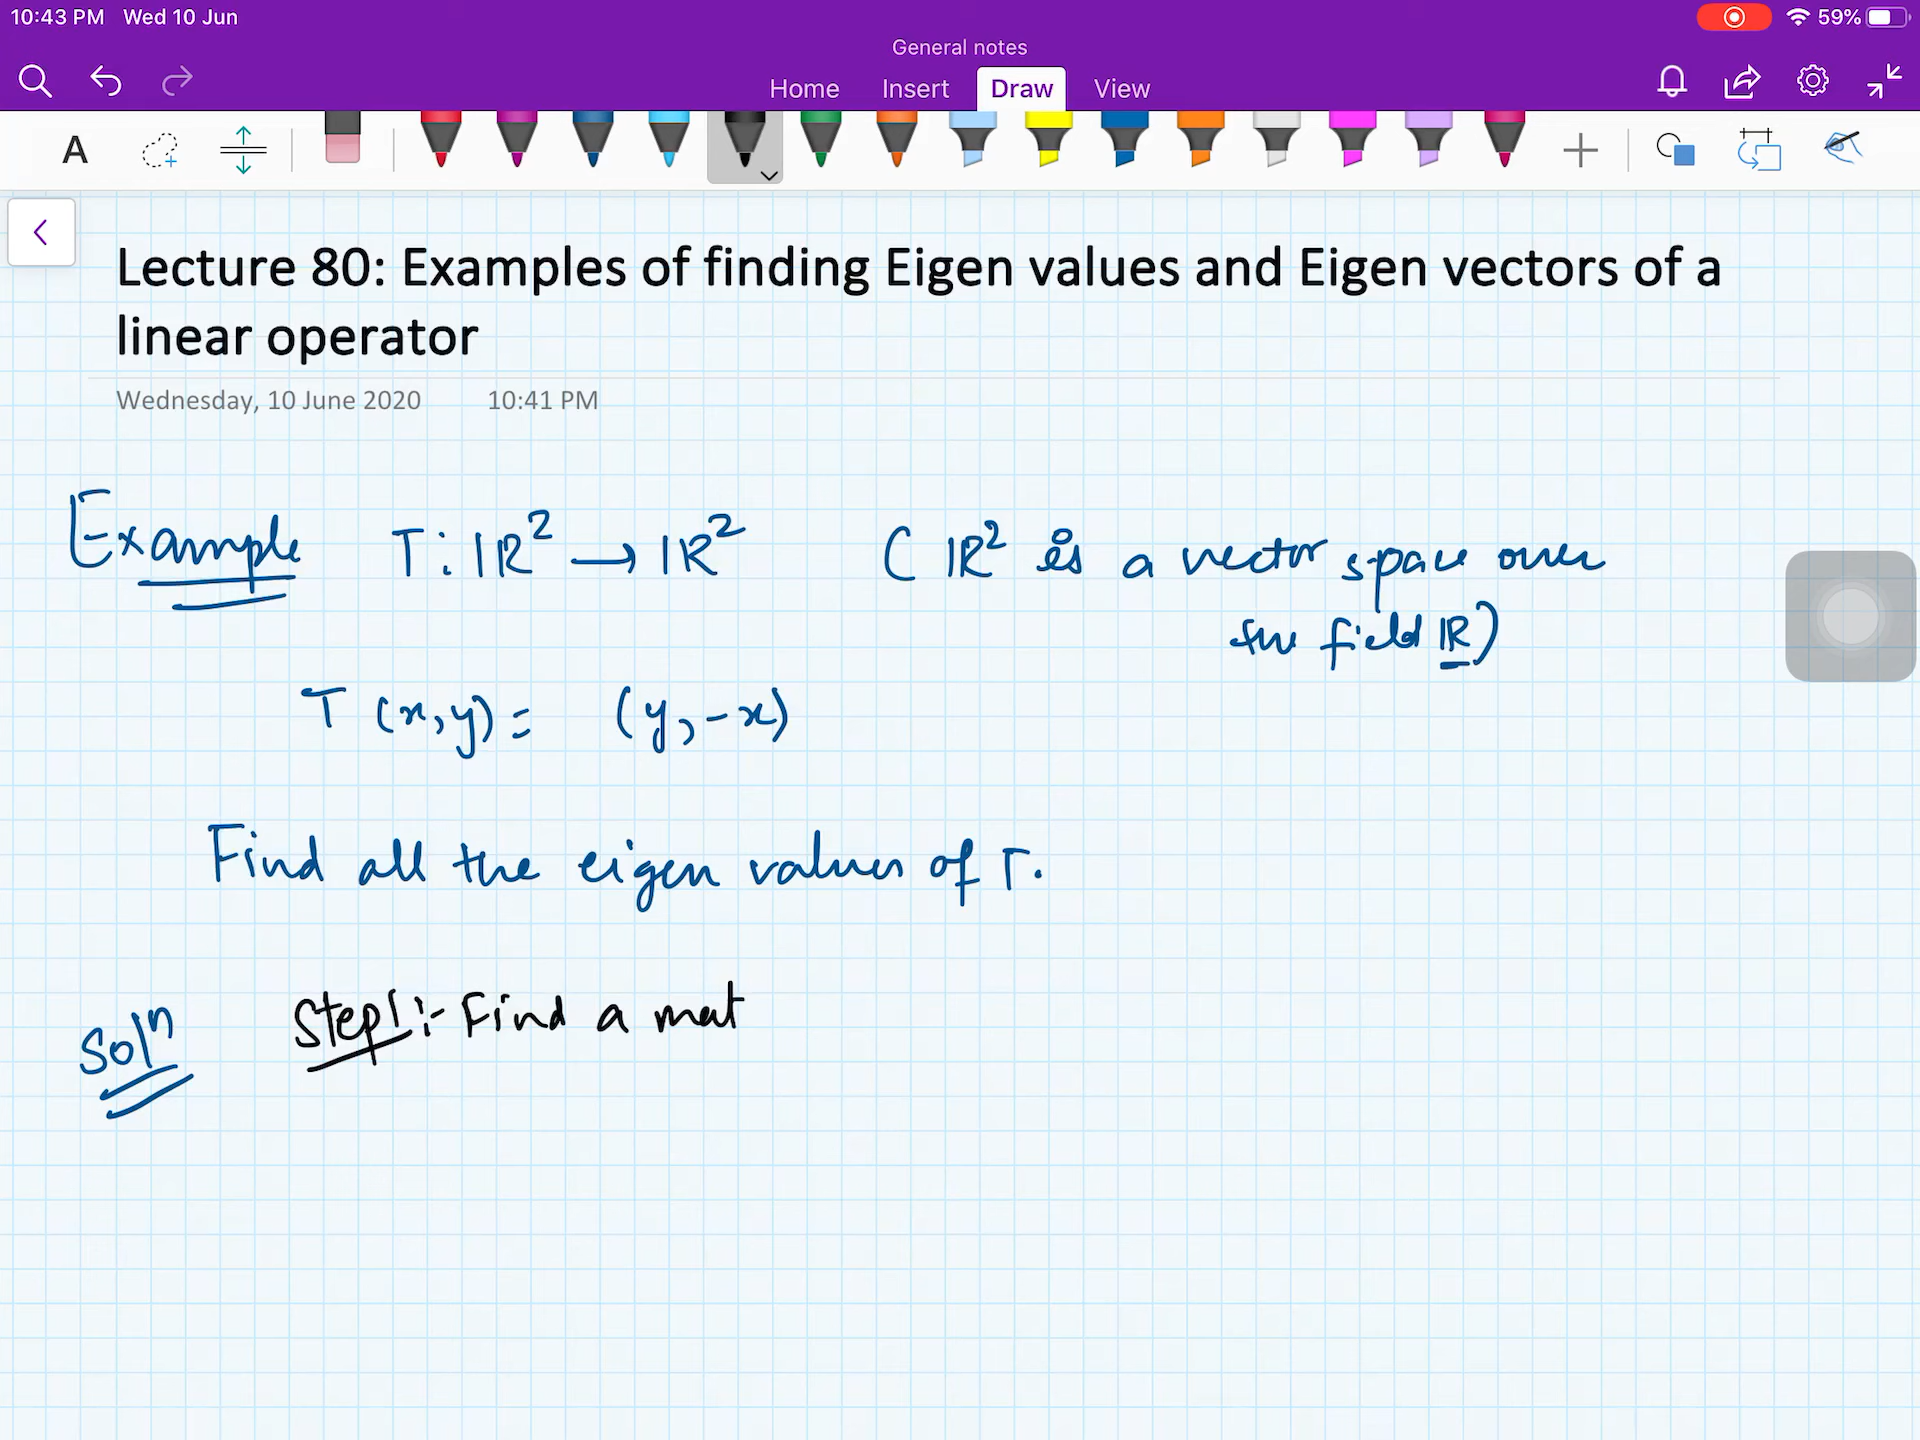 10:43 PM Wed 10 Jun 59%
General notes
Home Insert Draw View
A
Lecture 80: Examples of finding Eigen values and Eigen vectors of a
linear operator
Wednesday, 10 June 2020 10:41 PM
Example T: ℝ² → ℝ² ( ℝ² is a vector space over
the field ℝ)
T (x,y) = (y, -x)
Find all the eigen values of T.
Solⁿ Step1:- Find a mat